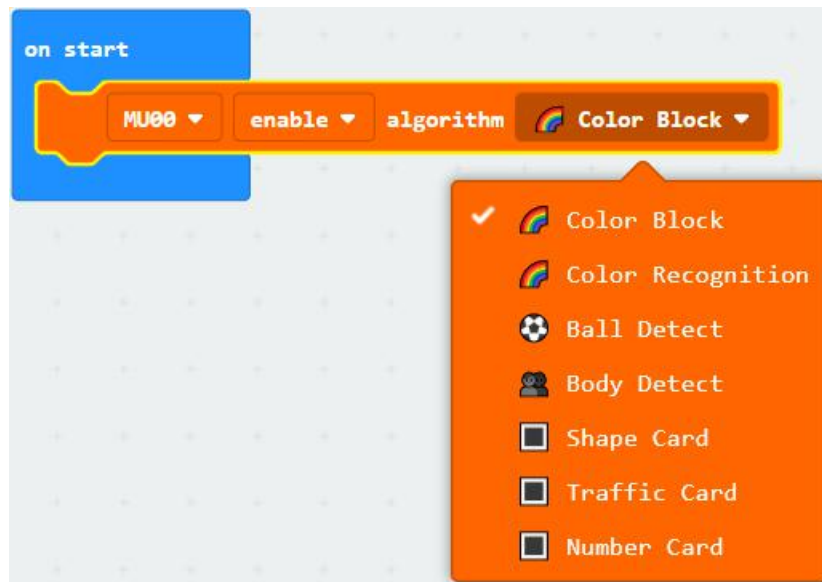 on start
MU00 enable algorithm Color Block
Color Block
Color Recognition
Ball Detect
Body Detect
Shape Card
Traffic Card
Number Card